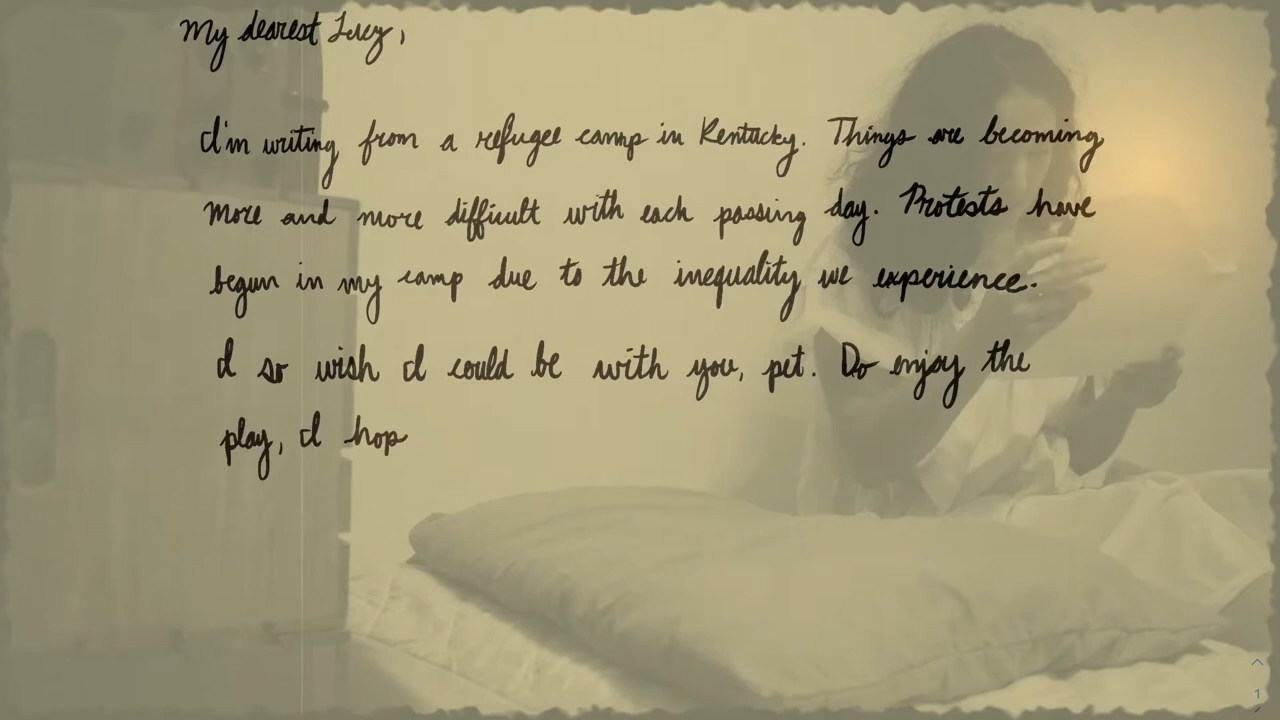 My dearest Lucy,
I'm writing from a refugee camp in Kentucky. Things are becoming
more and more difficult with each passing day. Protests have
begun in my camp due to the inequality we experience.
I so wish I could be with you, pet. Do enjoy the
play, I hop
1